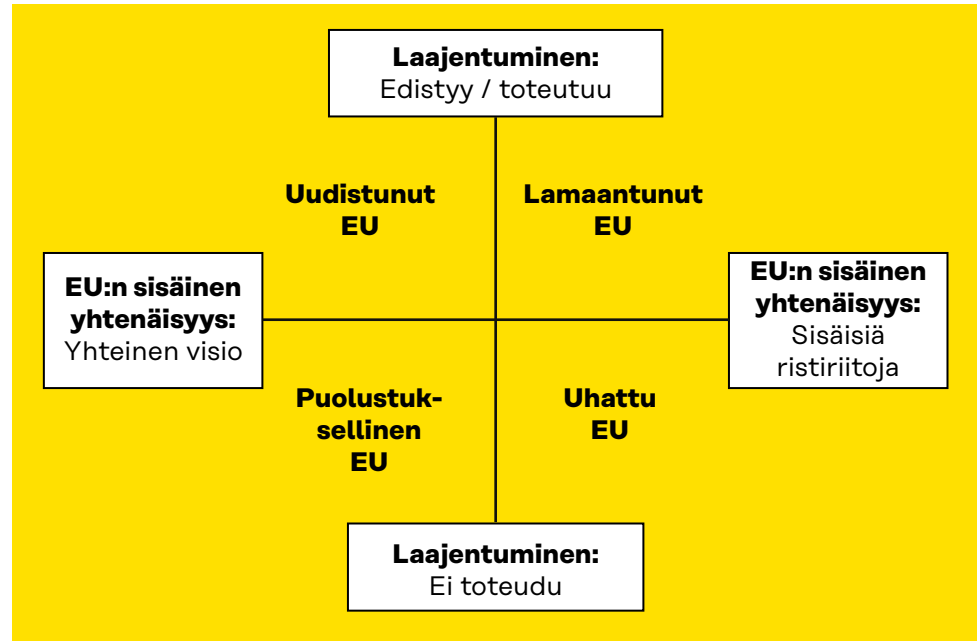 Laajentuminen:
Edistyy / toteutuu
Uudistunut
EU
Lamaantunut
EU
EU:n sisäinen
yhtenäisyys:
Yhteinen visio
EU:n sisäinen
yhtenäisyys:
Sisäisiä
ristiriitoja
Puolustuk-
sellinen
EU
Uhattu
EU
Laajentuminen:
Ei toteudu